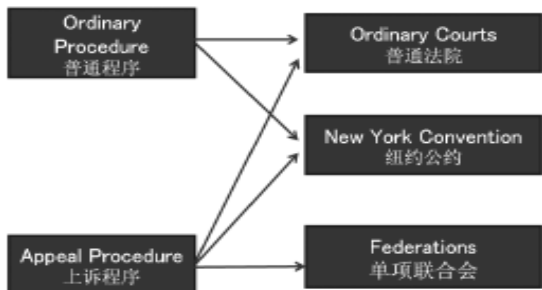 Ordinary
Procedure
普通程序
Ordinary Courts
普通法院
New York Convention
纽约公约
Appeal Procedure
上诉程序
Federations
单项联合会